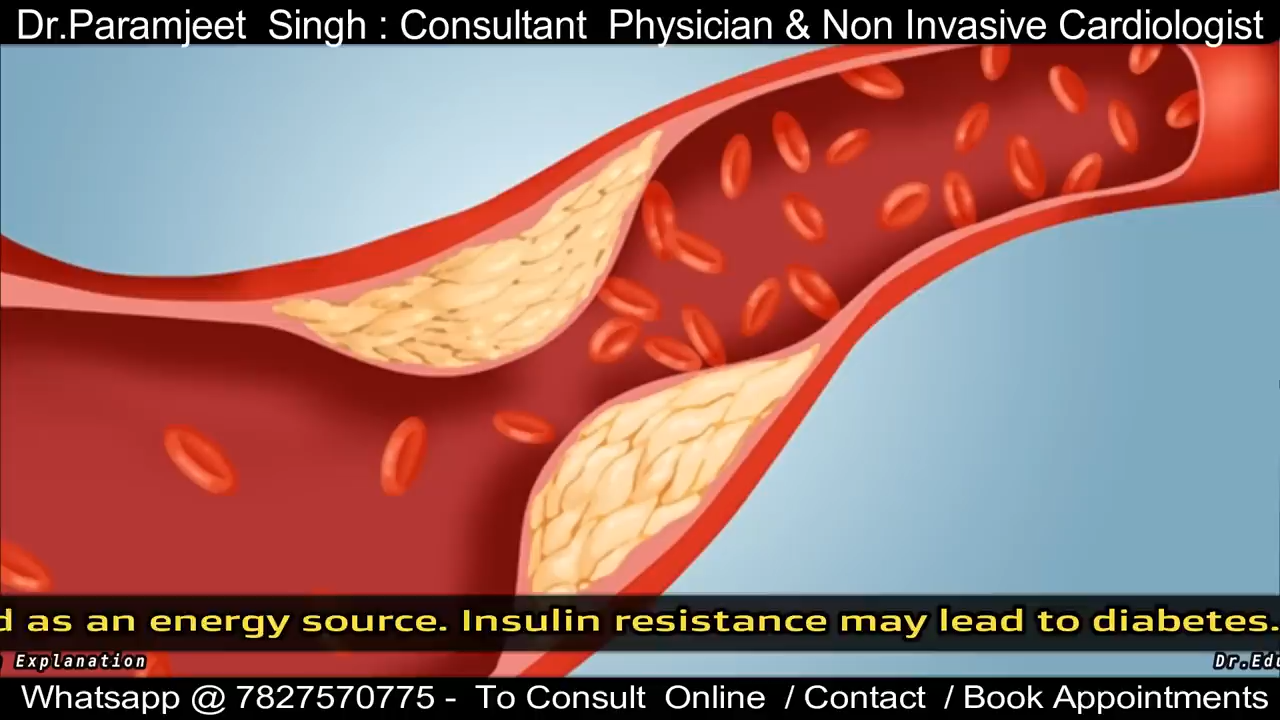 Dr.Paramjeet Singh : Consultant Physician & Non Invasive Cardiologist
as an energy source. Insulin resistance may lead to diabetes.
Explanation
Whatsapp @ 7827570775 - To Consult Online / Contact / Book Appointments